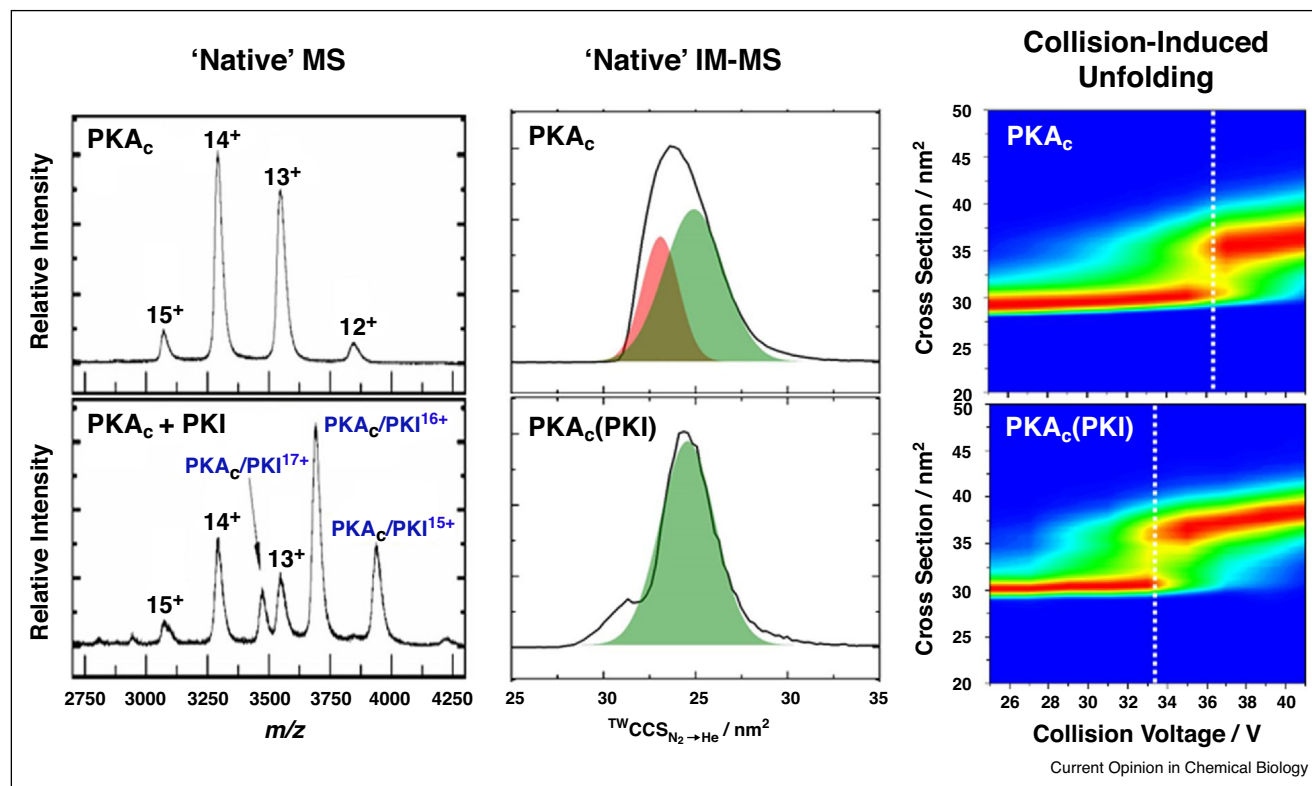 ‘Native’ MS
‘Native’ IM-MS
Collision-Induced
Unfolding
Relative Intensity
PKAc
15+
14+
13+
12+
PKAc
Cross Section / nm²
50
45
40
35
30
25
20
PKAc
Relative Intensity
PKAc + PKI
15+
14+
PKAc/PKI17+
13+
PKAc/PKI16+
PKAc/PKI15+
2750 3000 3250 3500 3750 4000 4250
m/z
PKAc(PKI)
25 30 25 30 35
TWCCSN2→He / nm²
Cross Section / nm²
50
45
40
35
30
25
20
PKAc(PKI)
26 28 30 32 34 36 38 40
Collision Voltage / V
Current Opinion in Chemical Biology